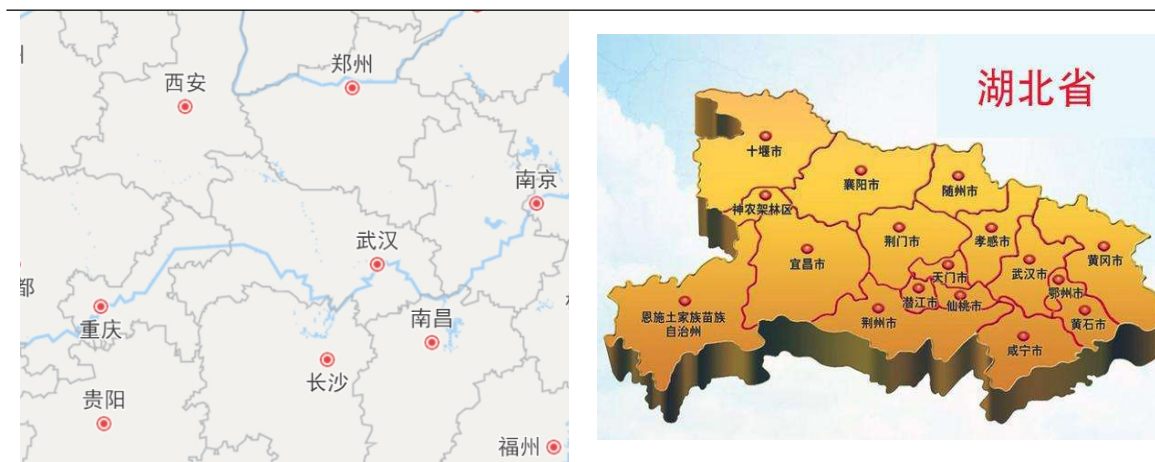 郑州
西安
南京
武汉
重庆
南昌
长沙
贵阳
福州
都
湖北省
十堰市
襄阳市
随州市
神农架林区
荆门市
孝感市
黄冈市
宜昌市
天门市
武汉市
鄂州市
潜江市
仙桃市
恩施土家族苗族
自治州
荆州市
黄石市
咸宁市